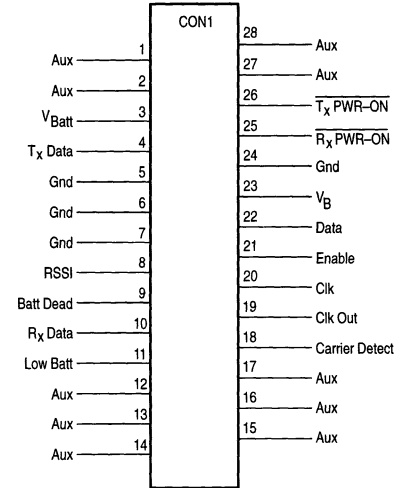 CON1
1 Aux
2 Aux
3 VBatt
4 Tx Data
5 Gnd
6 Gnd
7 Gnd
8 RSSI
9 Batt Dead
10 Rx Data
11 Low Batt
12 Aux
13 Aux
14 Aux
28 Aux
27 Aux
26 Tx PWR–ON
25 Rx PWR–ON
24 Gnd
23 VB
22 Data
21 Enable
20 Clk
19 Clk Out
18 Carrier Detect
17 Aux
16 Aux
15 Aux